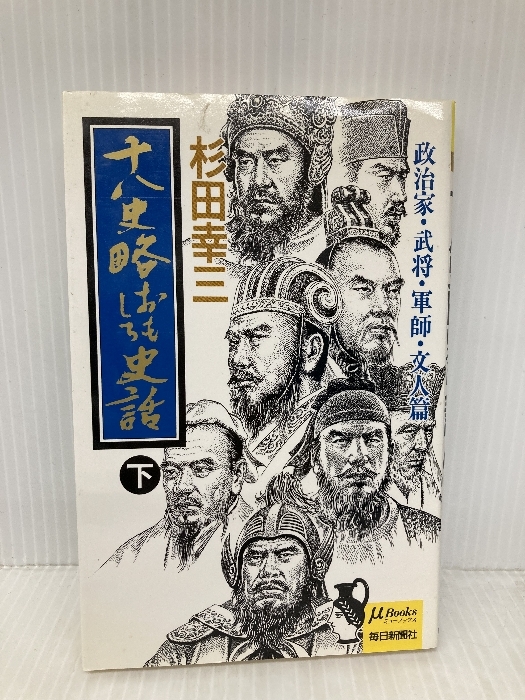 政治家・武将・軍師・文人篇
杉田幸三
十八史略おもしろ史話
下
μBooks
ミューブックス
毎日新聞社